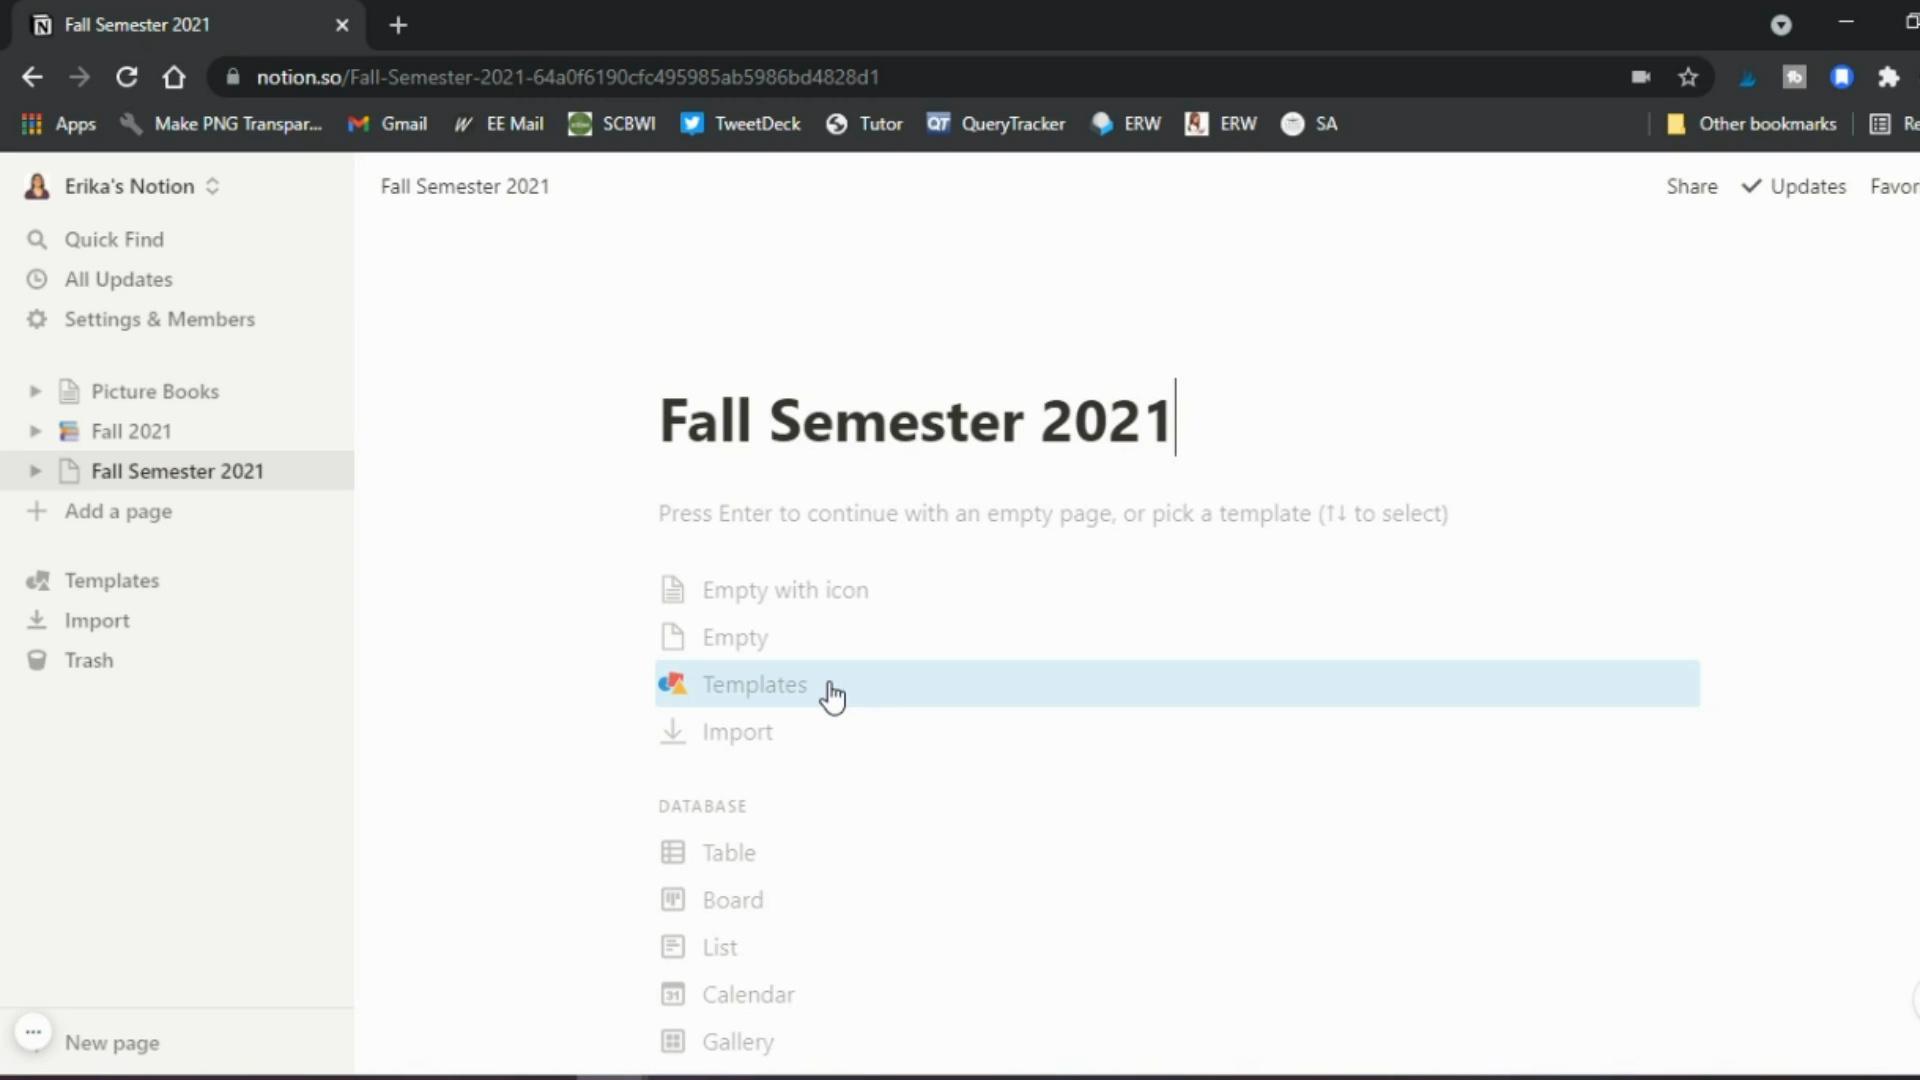 Fall Semester 2021
notion.so/Fall-Semester-2021-64a0f6190cfc495985ab5986bd4828d1
Apps Make PNG Transpar... Gmail EE Mail SCBWI TweetDeck Tutor QT QueryTracker ERW ERW SA Other bookmarks Re
Erika's Notion
Fall Semester 2021
Share Updates Favor
Quick Find
All Updates
Settings & Members
Picture Books
Fall 2021
Fall Semester 2021
Add a page
Templates
Import
Trash
New page
Fall Semester 2021
Press Enter to continue with an empty page, or pick a template (↑↓ to select)
Empty with icon
Empty
Templates
Import
DATABASE
Table
Board
List
31 Calendar
Gallery